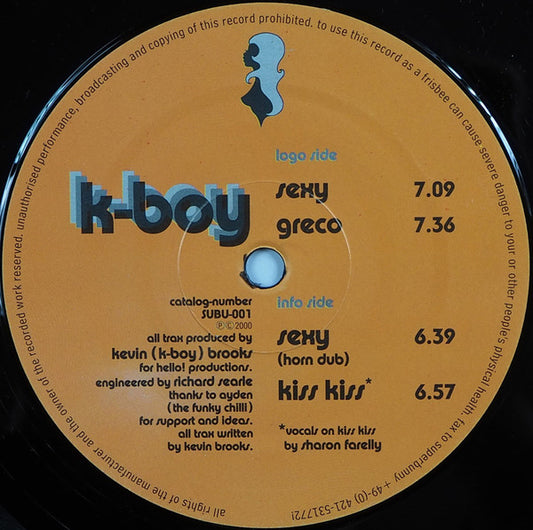 all rights of the manufacturer and the owner of the recorded work reserved. unauthorised performance, broadcasting and copying of this record prohibited. to use this record as a frisbee can cause severe danger to your or other people's physical health. fax to superbunny +49-(0) 421-531772!
logo side
k-boy
sexy 7.09
greco 7.36
catalog-number
SUBU-001
℗ © 2000
all trax produced by
kevin (k-boy) brooks
for hello! productions.
engineered by richard searle
thanks to ayden
(the funky chilli)
for support and ideas.
all trax written
by kevin brooks.
info side
sexy 6.39
(horn dub)
kiss kiss* 6.57
*vocals on kiss kiss
by sharon farelly